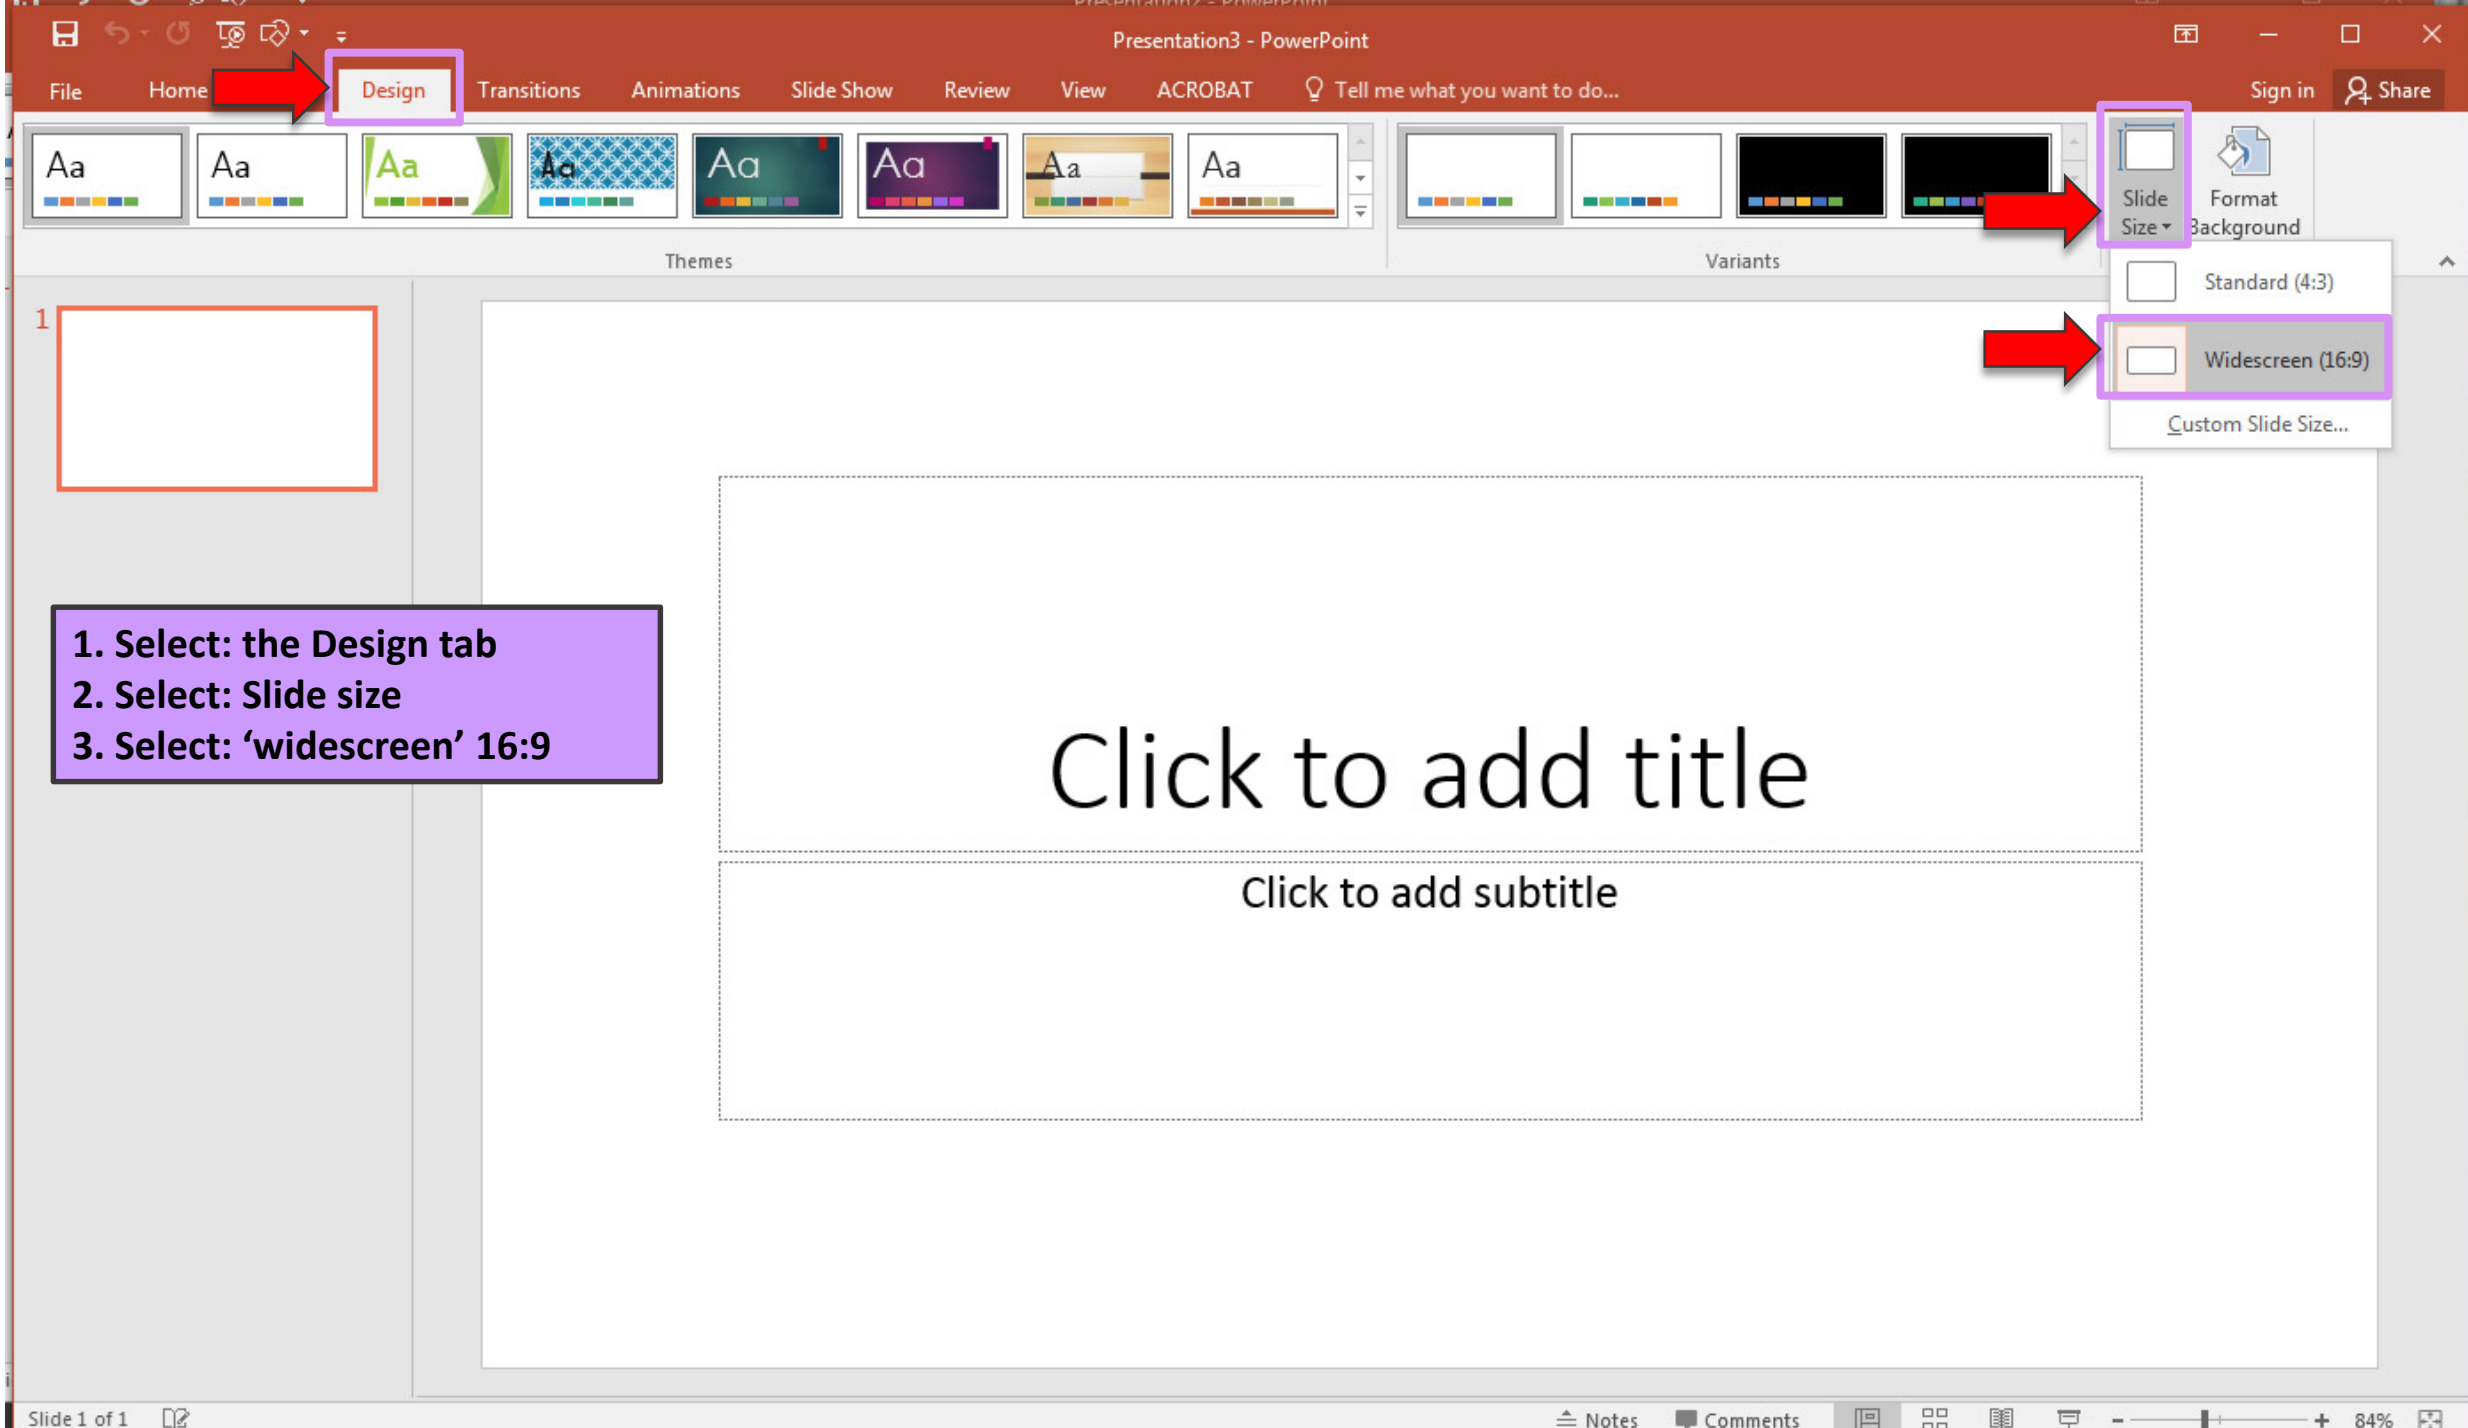 Presentation2 - PowerPoint
Presentation3 - PowerPoint
File Home Design Transitions Animations Slide Show Review View ACROBAT Tell me what you want to do... Sign in Share
Aa Aa Aa Aa Aa Aa Aa Aa
Slide Size
Format Background
Themes
Variants
Standard (4:3)
Widescreen (16:9)
Custom Slide Size...
1
1. Select: the Design tab
2. Select: Slide size
3. Select: ‘widescreen’ 16:9
Click to add title
Click to add subtitle
Slide 1 of 1 Notes Comments 84%